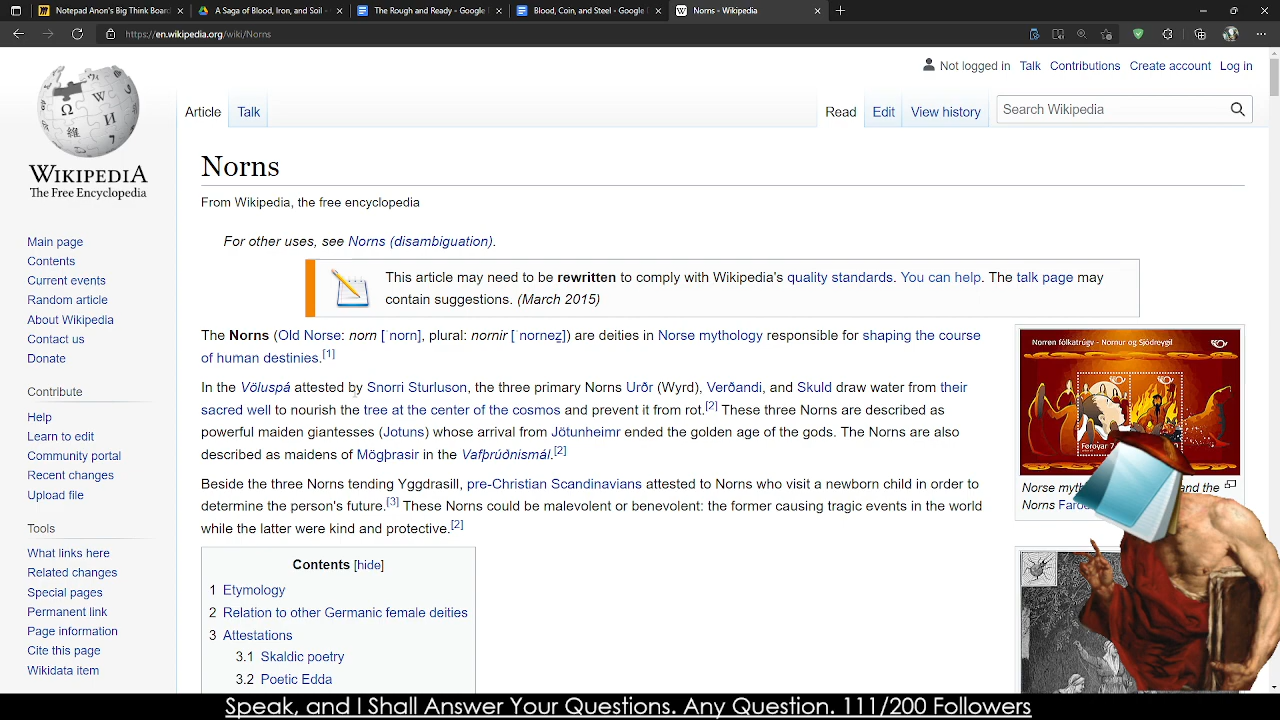 Notepad Anon's Big Think Board
A Saga of Blood, Iron, and Soil -
The Rough and Ready - Google
Blood, Coin, and Steel - Google
Norns - Wikipedia
https://en.wikipedia.org/wiki/Norns
Not logged in Talk Contributions Create account Log in
Article Talk Read Edit View history Search Wikipedia
WIKIPEDIA
The Free Encyclopedia
Main page
Contents
Current events
Random article
About Wikipedia
Contact us
Donate
Contribute
Help
Learn to edit
Community portal
Recent changes
Upload file
Tools
What links here
Related changes
Special pages
Permanent link
Page information
Cite this page
Wikidata item
Norns
From Wikipedia, the free encyclopedia
For other uses, see Norns (disambiguation).
This article may need to be rewritten to comply with Wikipedia's quality standards. You can help. The talk page may
contain suggestions. (March 2015)
The Norns (Old Norse: norn [ˈnorn], plural: nornir [ˈnornez̠]) are deities in Norse mythology responsible for shaping the course
of human destinies.[1]
In the Völuspá attested by Snorri Sturluson, the three primary Norns Urðr (Wyrd), Verðandi, and Skuld draw water from their
sacred well to nourish the tree at the center of the cosmos and prevent it from rot.[2] These three Norns are described as
powerful maiden giantesses (Jotuns) whose arrival from Jötunheimr ended the golden age of the gods. The Norns are also
described as maidens of Mögþrasir in the Vafþrúðnismál.[2]
Beside the three Norns tending Yggdrasill, pre-Christian Scandinavians attested to Norns who visit a newborn child in order to
determine the person's future.[3] These Norns could be malevolent or benevolent: the former causing tragic events in the world
while the latter were kind and protective.[2]
Contents [hide]
1 Etymology
2 Relation to other Germanic female deities
3 Attestations
3.1 Skaldic poetry
3.2 Poetic Edda
Norrøn fólkatrúgv - Nornur og Sjódreygil
Føroyar 7
Norse myth and the
Norns Faro
Speak, and I Shall Answer Your Questions. Any Question. 111/200 Followers